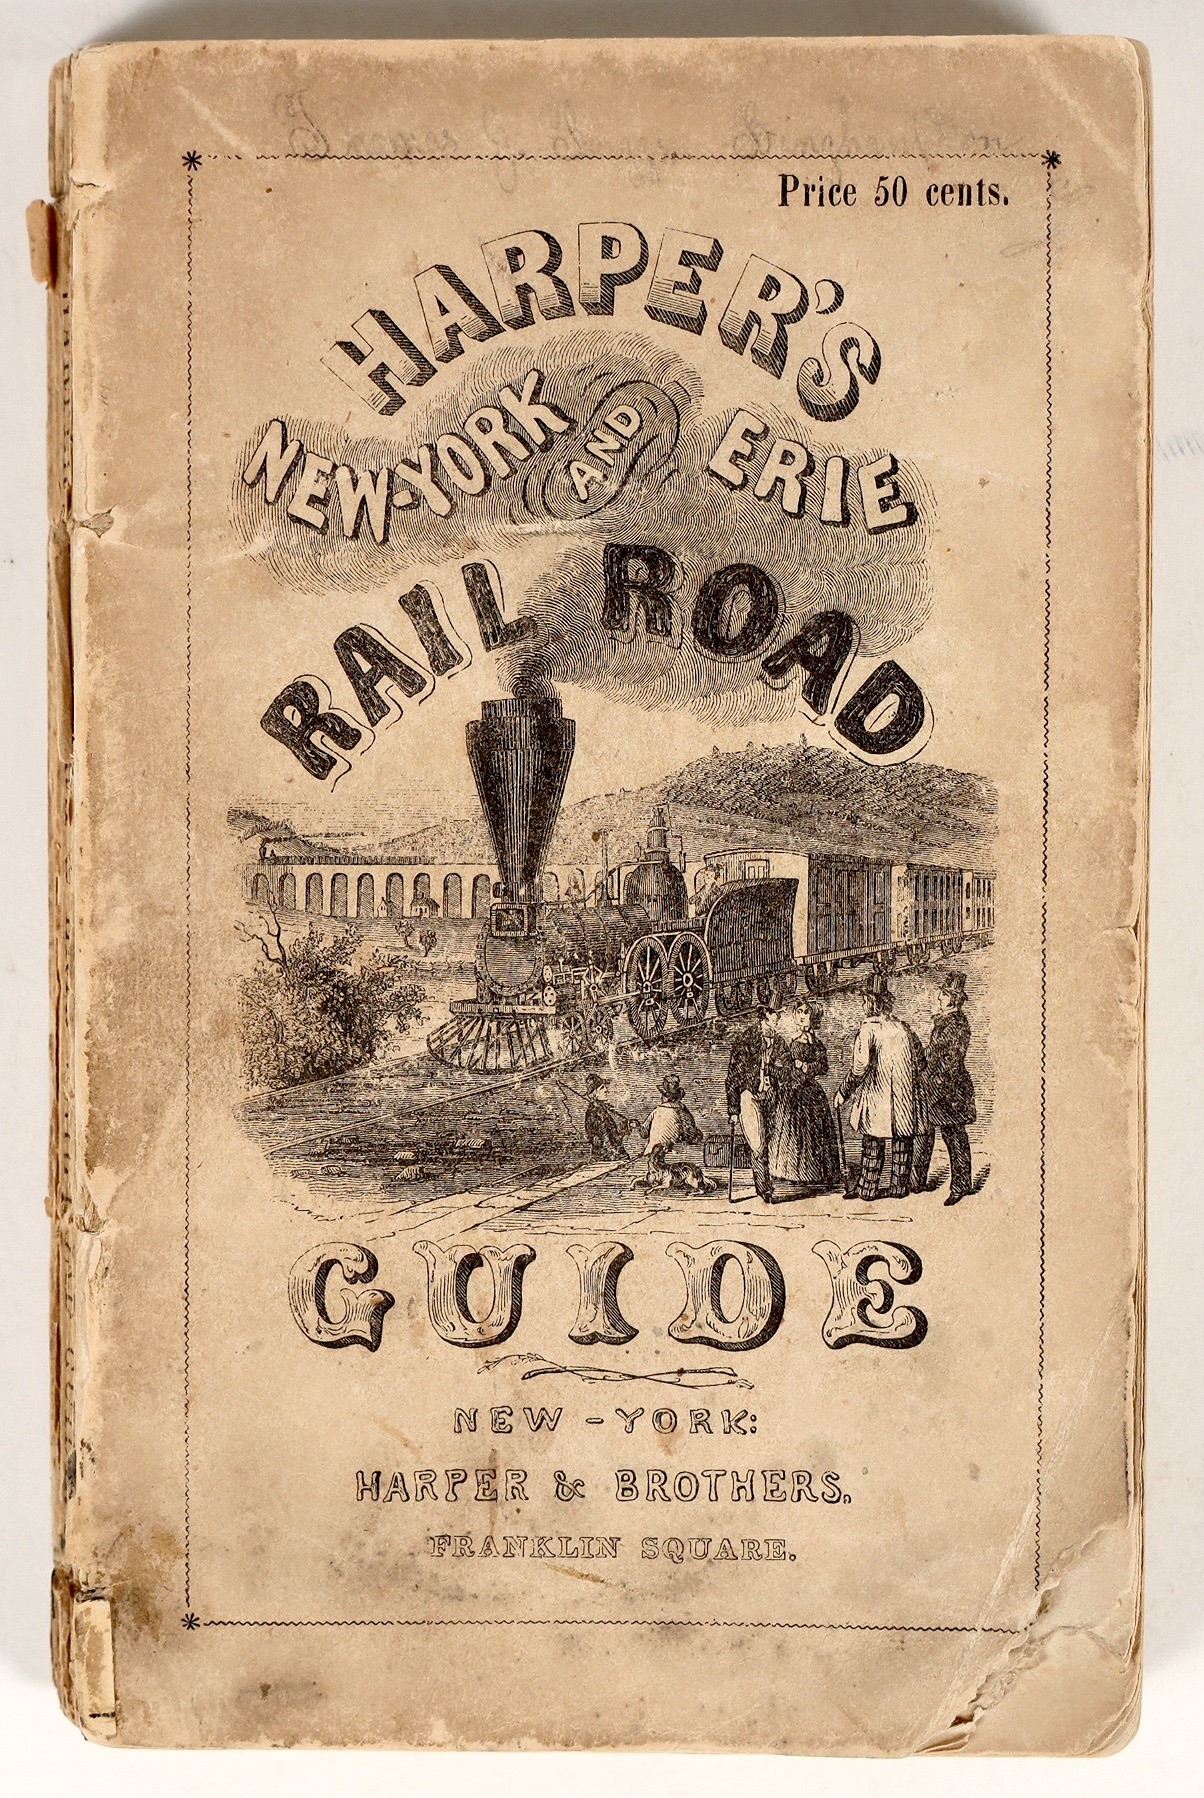 Price 50 cents.
HARPER'S
NEW-YORK AND ERIE
RAIL ROAD
GUIDE
NEW-YORK:
HARPER & BROTHERS,
FRANKLIN SQUARE.